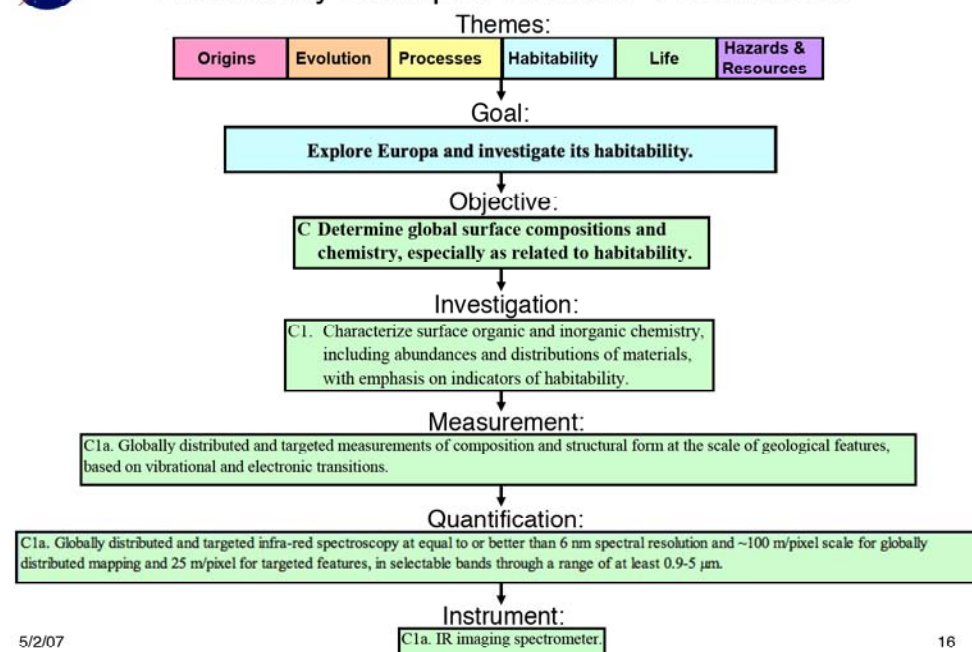 Themes:
Origins Evolution Processes Habitability Life Hazards &
Resources
Goal:
Explore Europa and investigate its habitability.
Objective:
C Determine global surface compositions and
chemistry, especially as related to habitability.
Investigation:
C1. Characterize surface organic and inorganic chemistry,
including abundances and distributions of materials,
with emphasis on indicators of habitability.
Measurement:
C1a. Globally distributed and targeted measurements of composition and structural form at the scale of geological features,
based on vibrational and electronic transitions.
Quantification:
C1a. Globally distributed and targeted infra-red spectroscopy at equal to or better than 6 nm spectral resolution and ~100 m/pixel scale for globally
distributed mapping and 25 m/pixel for targeted features, in selectable bands through a range of at least 0.9-5 μm.
Instrument:
C1a. IR imaging spectrometer.
5/2/07
16